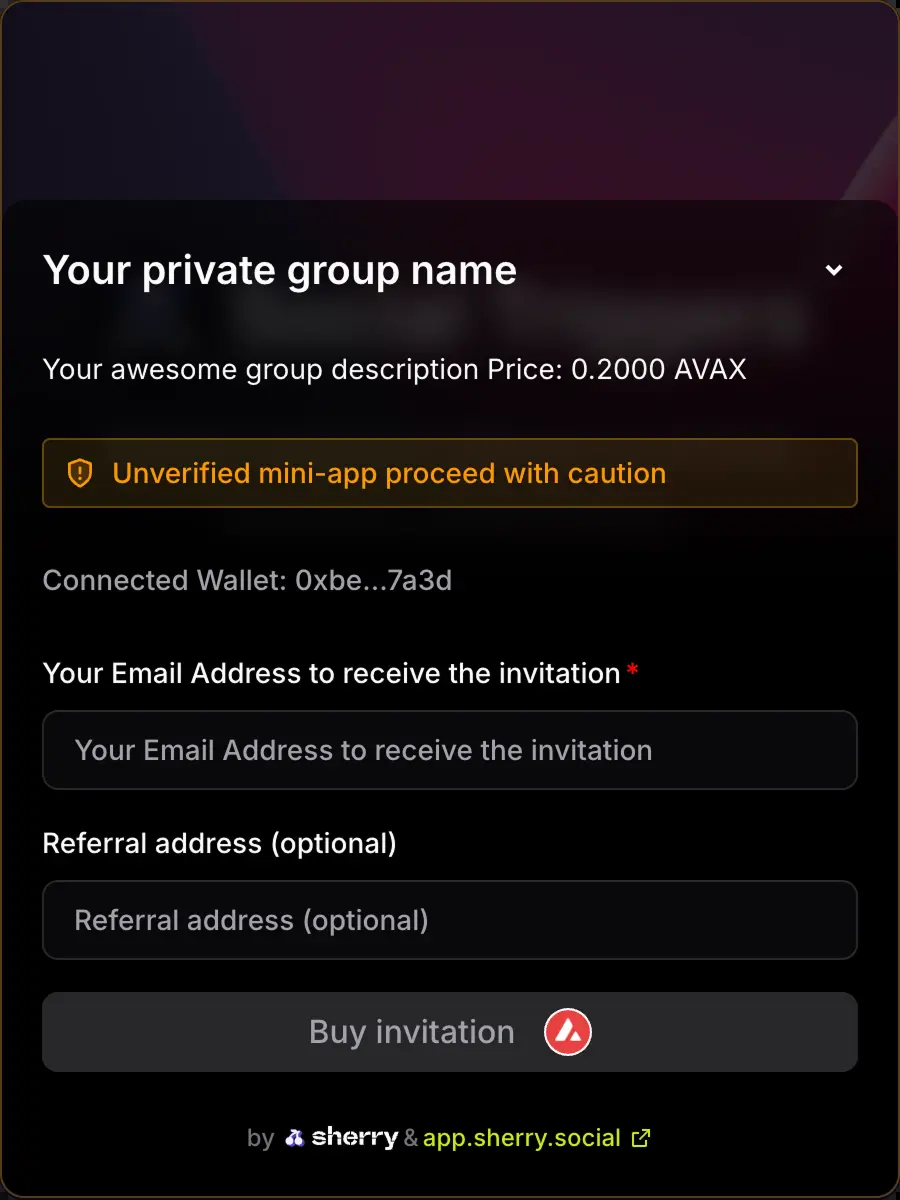 Your private group name
Your awesome group description Price: 0.2000 AVAX
Unverified mini-app proceed with caution
Connected Wallet: 0xbe...7a3d
Your Email Address to receive the invitation *
Your Email Address to receive the invitation
Referral address (optional)
Referral address (optional)
Buy invitation
by sherry & app.sherry.social